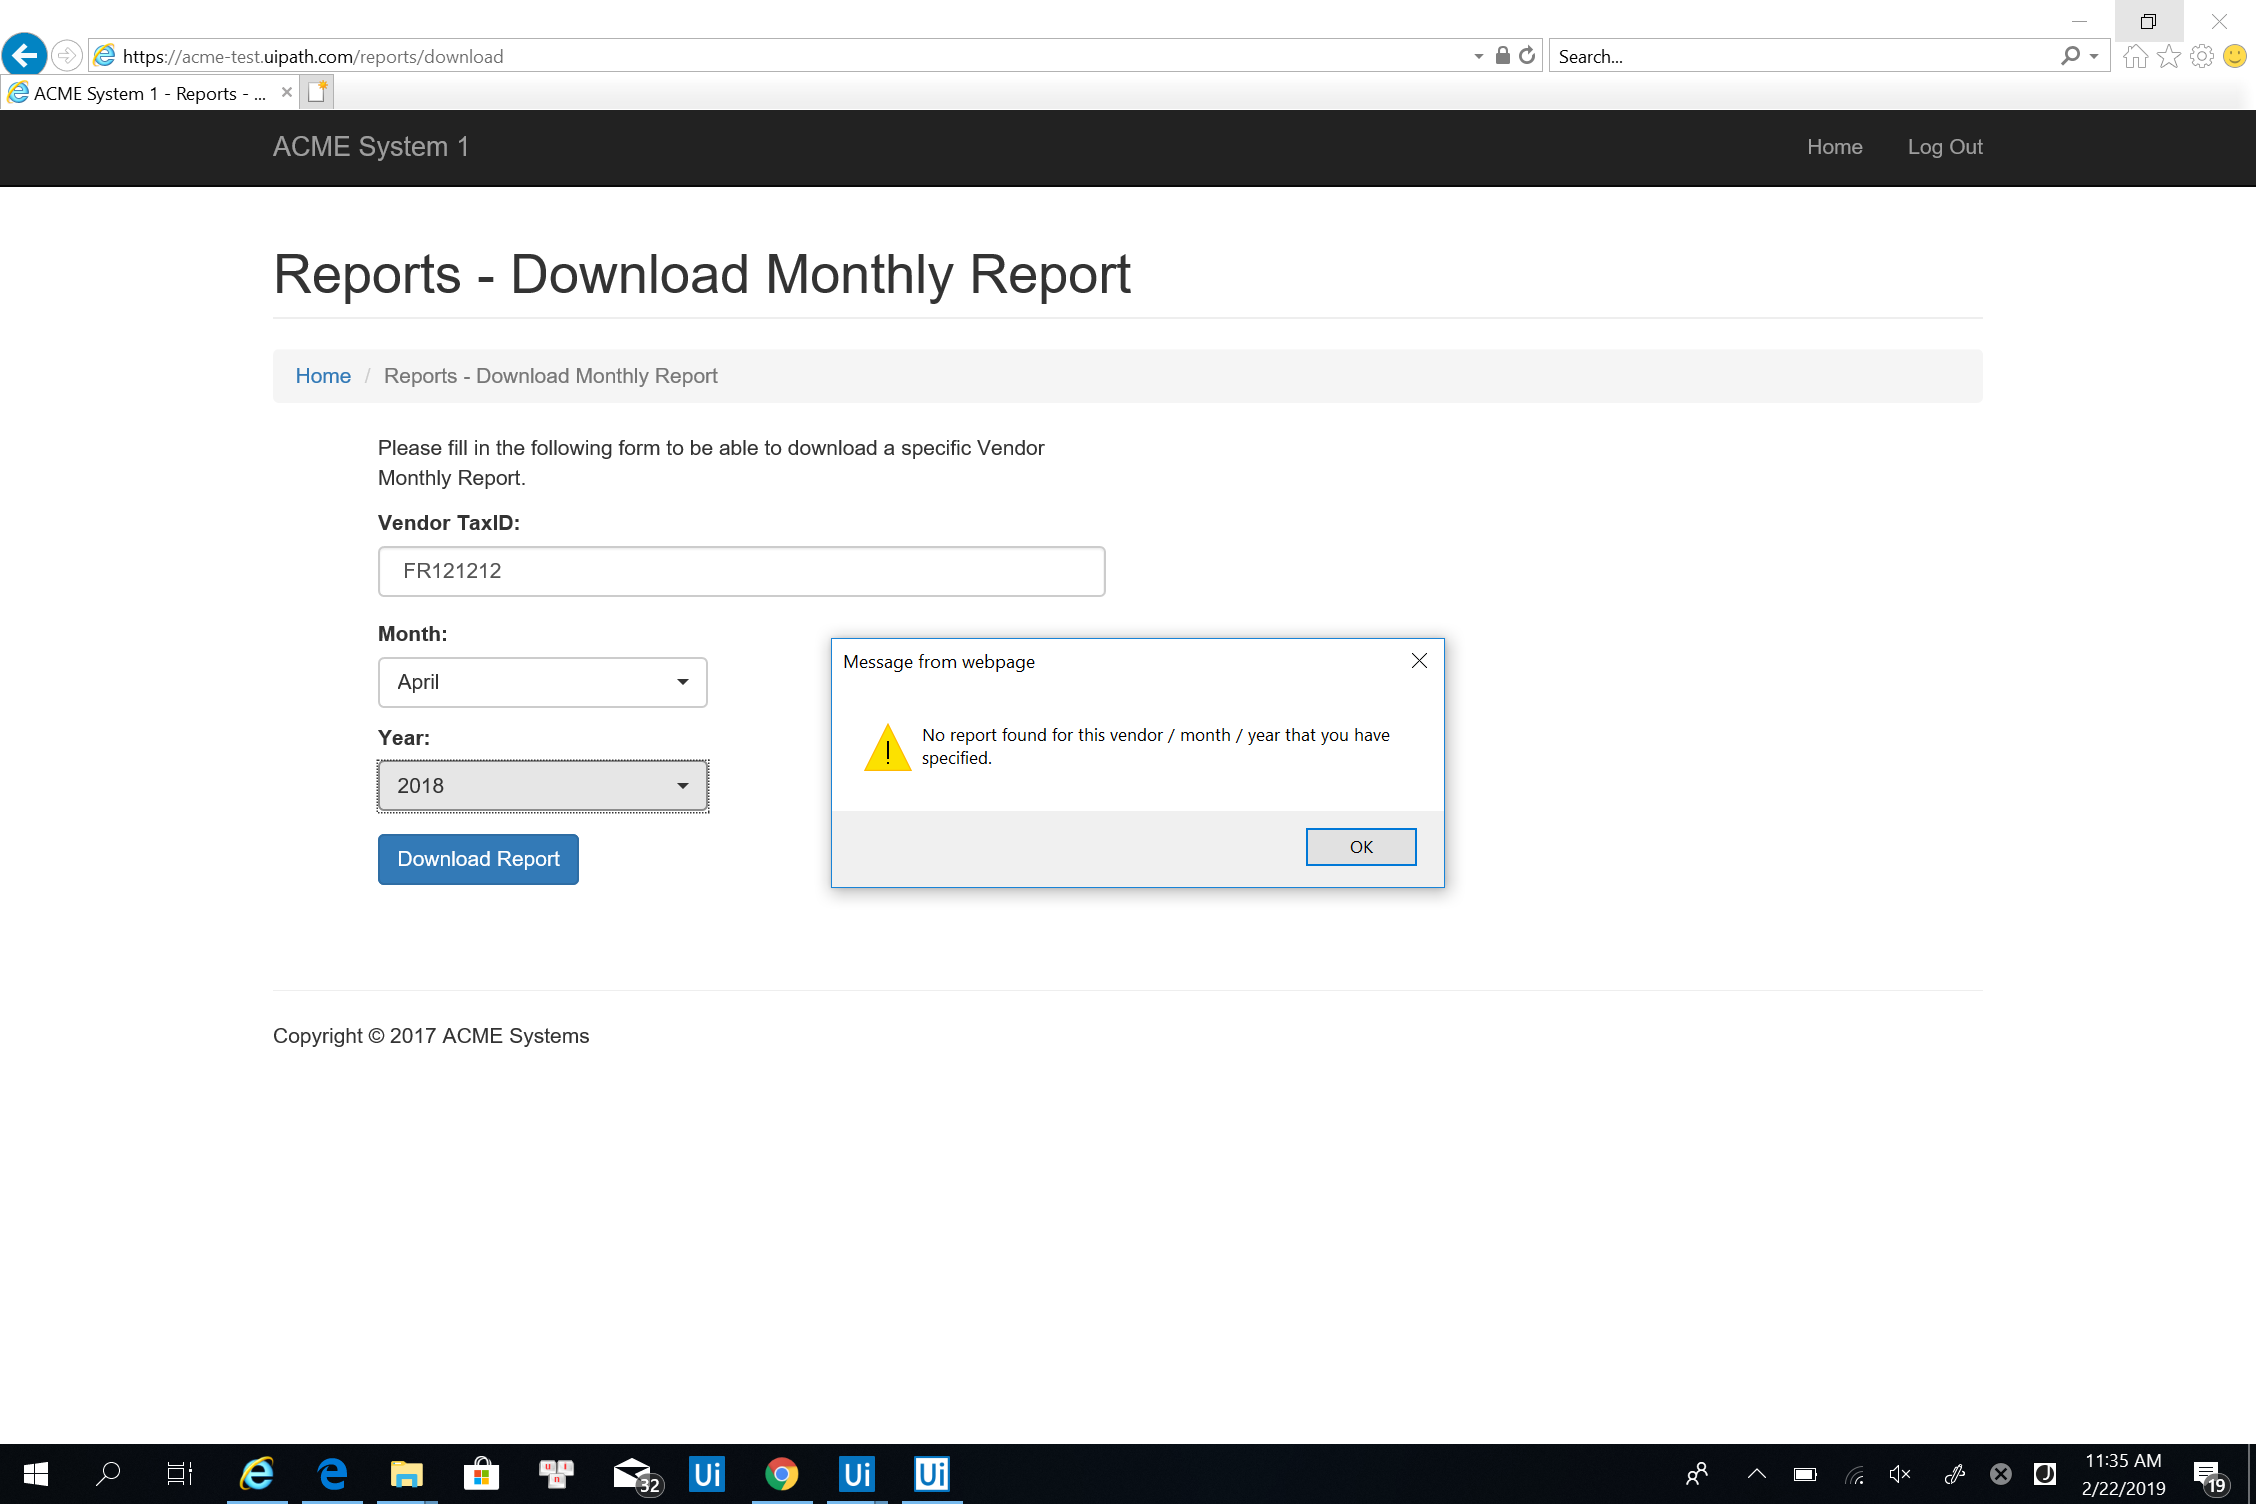 https://acme-test.uipath.com/reports/download
Search...
ACME System 1 - Reports - ...
ACME System 1
Home
Log Out
Reports - Download Monthly Report
Home / Reports - Download Monthly Report
Please fill in the following form to be able to download a specific Vendor
Monthly Report.
Vendor TaxID:
FR121212
Month:
April
Year:
2018
Download Report
Message from webpage
No report found for this vendor / month / year that you have
specified.
OK
Copyright © 2017 ACME Systems
32
Ui
Ui
Ui
11:35 AM
2/22/2019
19